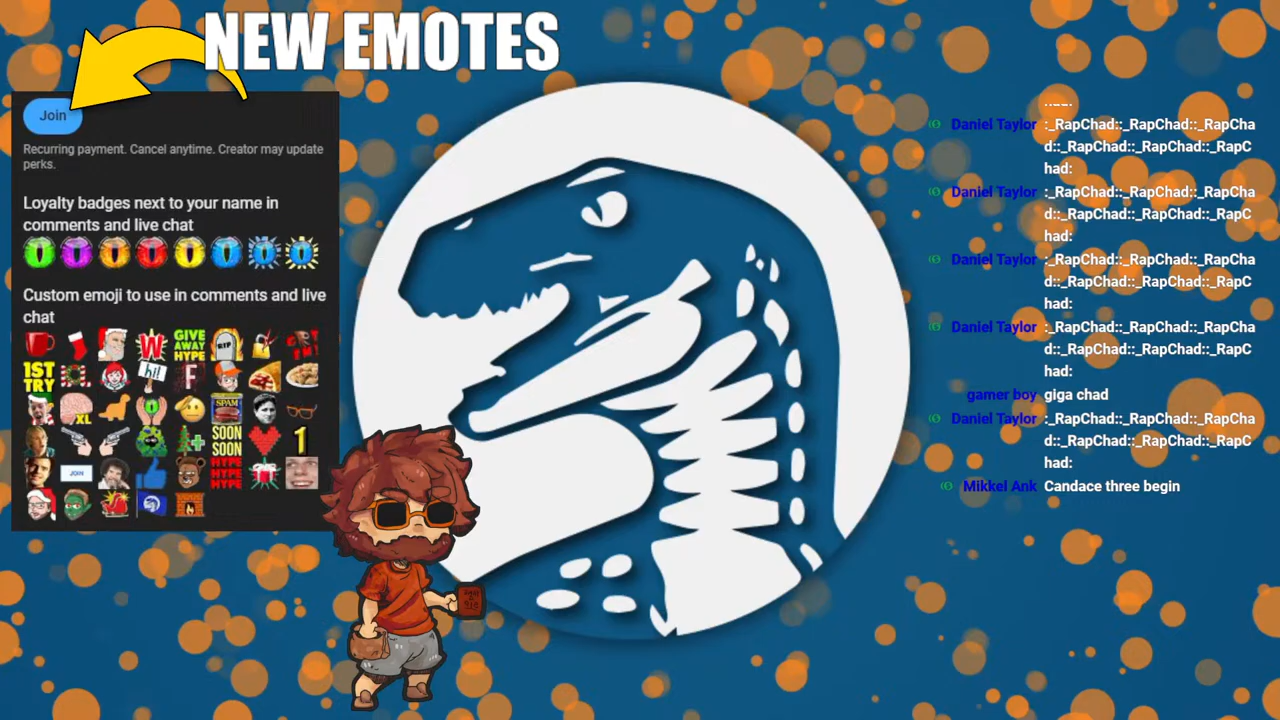 NEW EMOTES
Join
Recurring payment. Cancel anytime. Creator may update
perks.
Loyalty badges next to your name in
comments and live chat
Custom emoji to use in comments and live
chat
W
GIVE
AWAY
HYPE
RIP
1ST
TRY
hi!
F
XL
SPAM
SOON
SOON
1
JOIN
HYPE
HYPE
HYPE
Daniel Taylor :_RapChad::_RapChad::_RapCha
d::_RapChad::_RapChad::_RapC
had:
Daniel Taylor :_RapChad::_RapChad::_RapCha
d::_RapChad::_RapChad::_RapC
had:
Daniel Taylor :_RapChad::_RapChad::_RapCha
d::_RapChad::_RapChad::_RapC
had:
Daniel Taylor :_RapChad::_RapChad::_RapCha
d::_RapChad::_RapChad::_RapC
had:
gamer boy giga chad
Daniel Taylor :_RapChad::_RapChad::_RapCha
d::_RapChad::_RapChad::_RapC
had:
Mikkel Ank Candace three begin